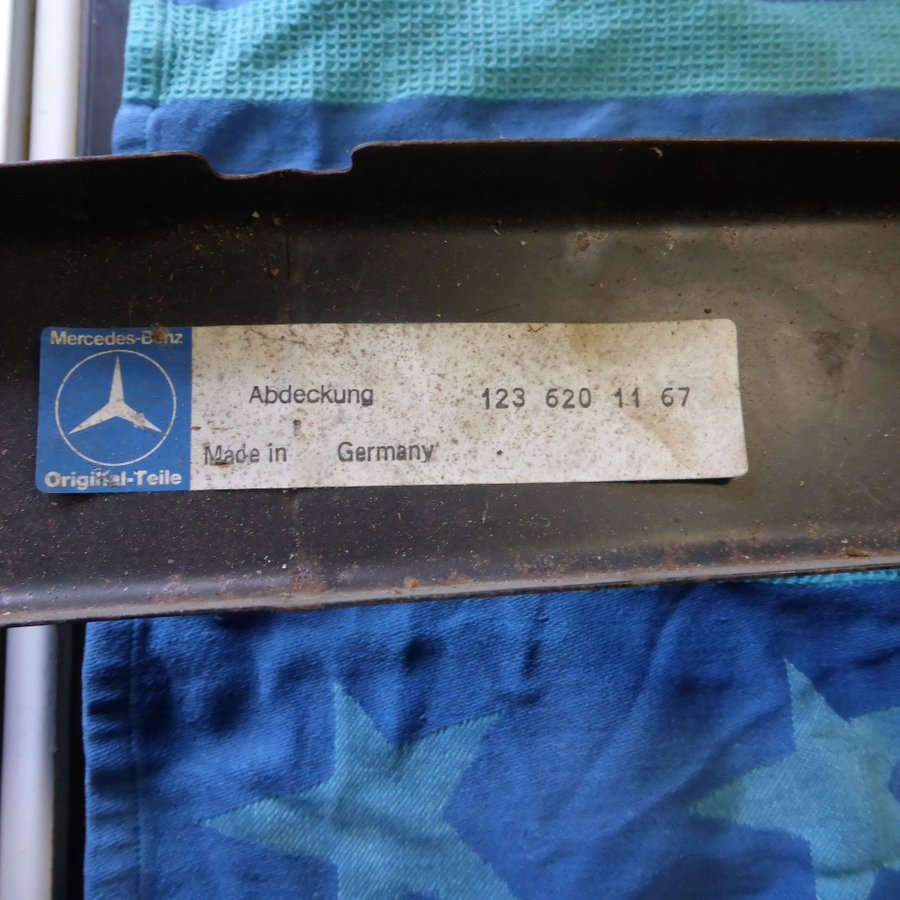 Mercedes-Benz
Original-Teile
Abdeckung 123 620 11 67
Made in Germany